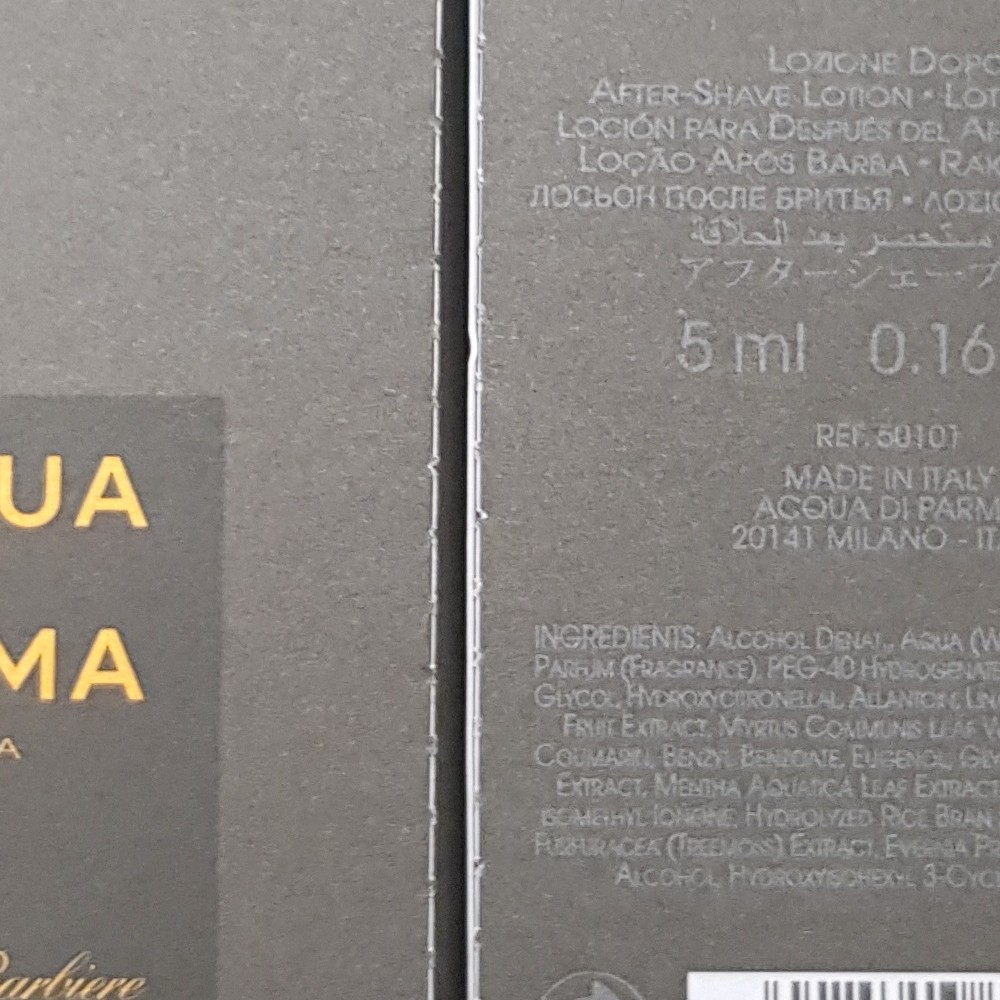 UA
MA
A
Barbiere
LOZIONE DOPO
AFTER-SHAVE LOTION • LOT
LOCIÓN PARA DESPUÉS DEL AF
LOÇÃO APÓS BARBA • RAK
ЛОСЬОН ПОСЛЕ БРИТЬЯ • ΛΟΣΙΟ
مستحضر بعد الحلاقة
アフターシェーブ
5 ml 0.16
REF. 50101
MADE IN ITALY
ACQUA DI PARM
20141 MILANO - ITA
INGREDIENTS: ALCOHOL DENAT., AQUA (W
PARFUM (FRAGRANCE), PEG-40 HYDROGENATE
GLYCOL, HYDROXYCITRONELLAL, ALLANTOIN, LIN
FRUIT EXTRACT, MYRTUS COMMUNIS LEAF W
COUMARIN, BENZYL BENZOATE, EUGENOL, GLY
EXTRACT, MENTHA AQUATICA LEAF EXTRACT
ISOMETHYL IONONE, HYDROLYZED RICE BRAN
FURFURACEA (TREEMOSS) EXTRACT, EVERNIA PR
ALCOHOL, HYDROXYISOHEXYL 3-CYCL